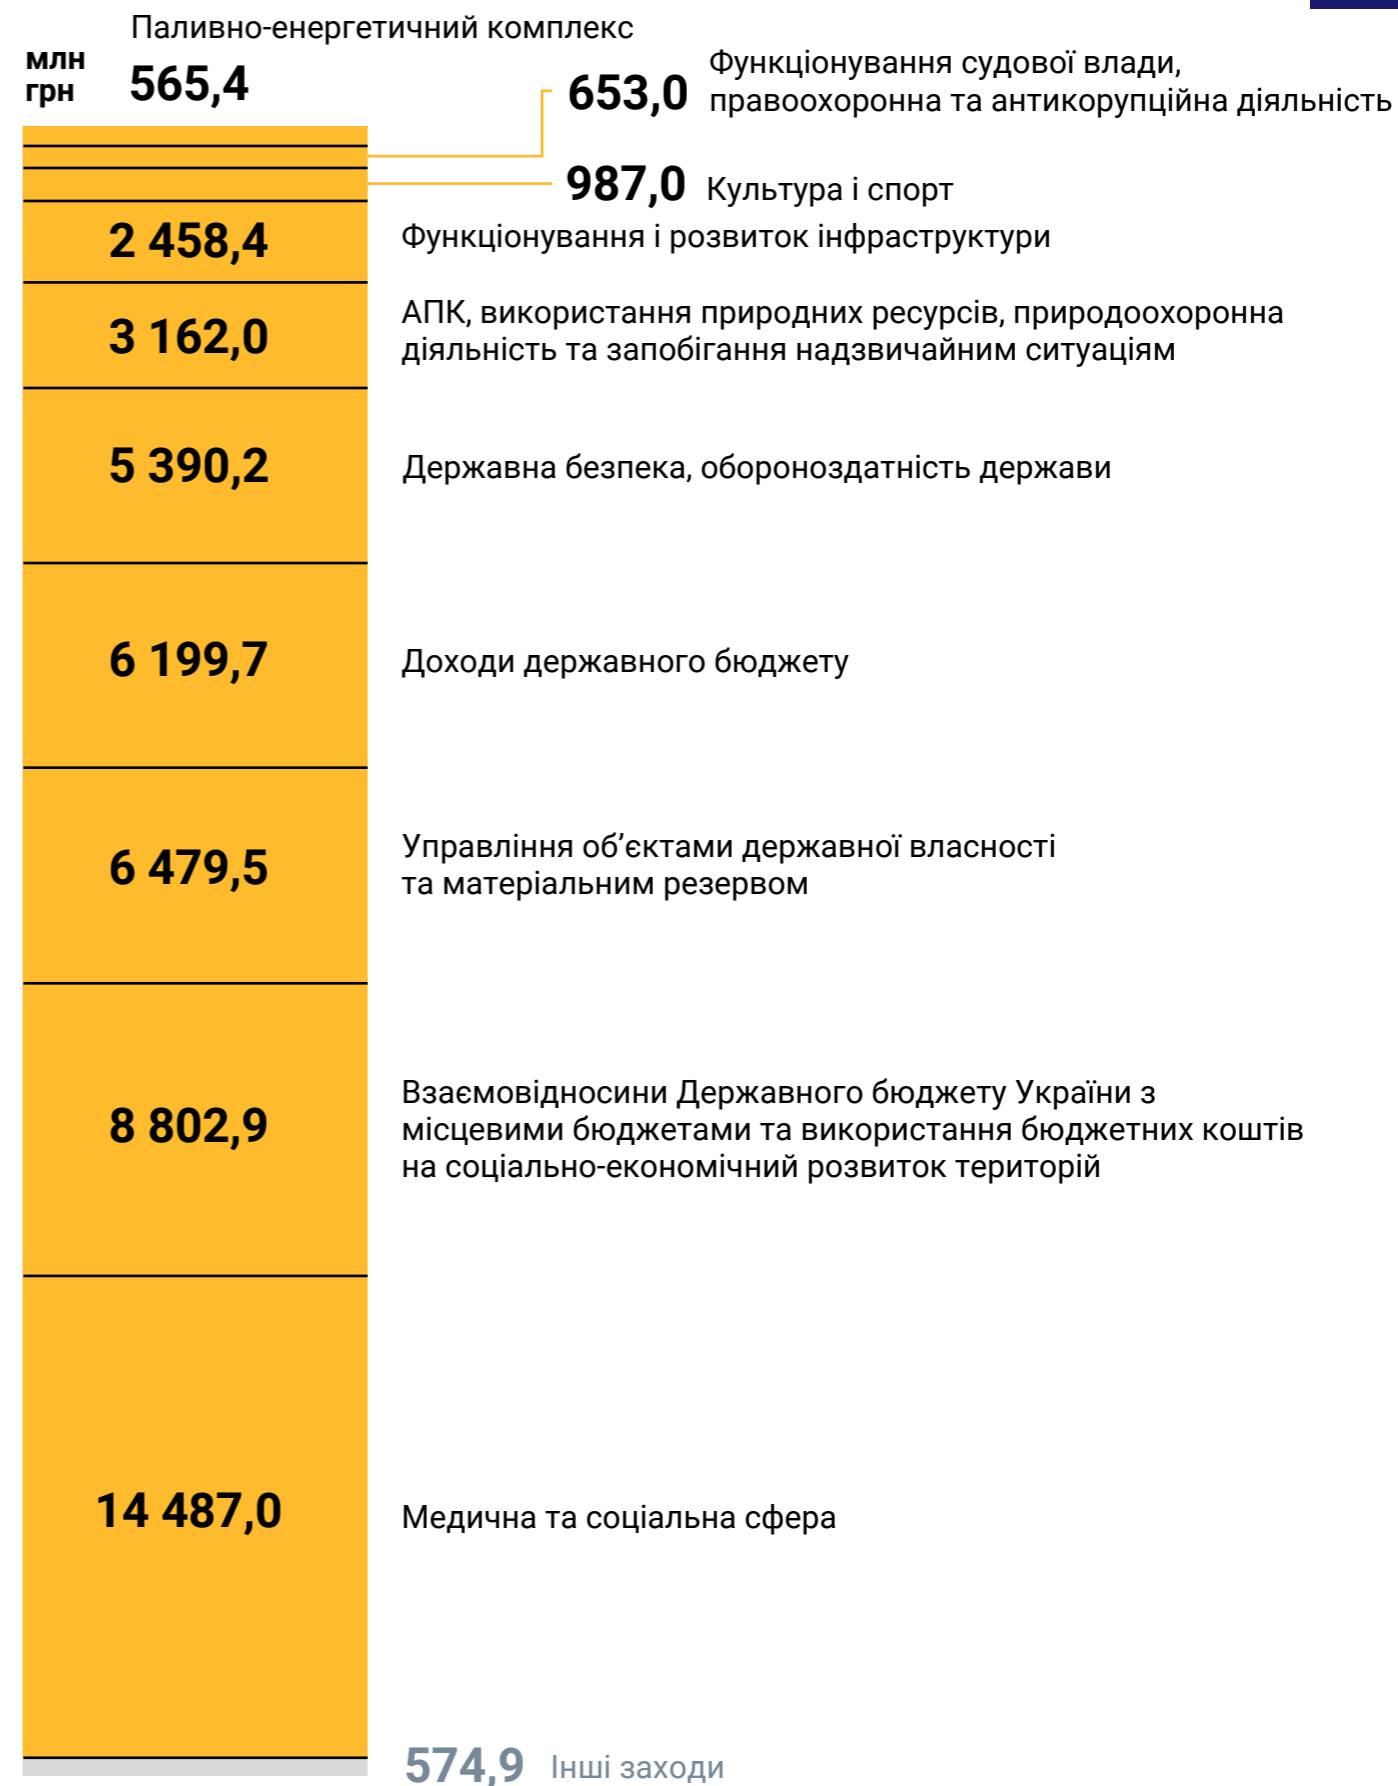 Паливно-енергетичний комплекс
млн
грн
565,4
653,0
Функціонування судової влади,
правоохоронна та антикорупційна діяльність
987,0 Культура і спорт
2 458,4 Функціонування і розвиток інфраструктури
3 162,0
АПК, використання природних ресурсів, природоохоронна
діяльність та запобігання надзвичайним ситуаціям
5 390,2 Державна безпека, обороноздатність держави
6 199,7 Доходи державного бюджету
6 479,5
Управління об’єктами державної власності
та матеріальним резервом
8 802,9
Взаємовідносини Державного бюджету України з
місцевими бюджетами та використання бюджетних коштів
на соціально-економічний розвиток територій
14 487,0 Медична та соціальна сфера
574,9 Інші заходи